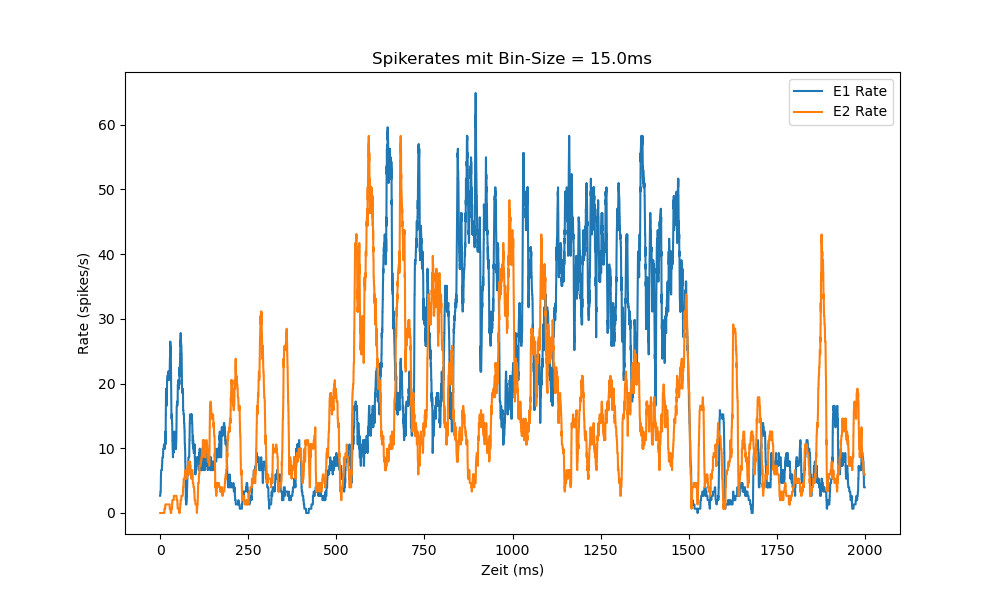 Spikerates mit Bin-Size = 15.0ms
E1 Rate
E2 Rate
Rate (spikes/s)
60
50
40
30
20
10
0
0 250 500 750 1000 1250 1500 1750 2000
Zeit (ms)